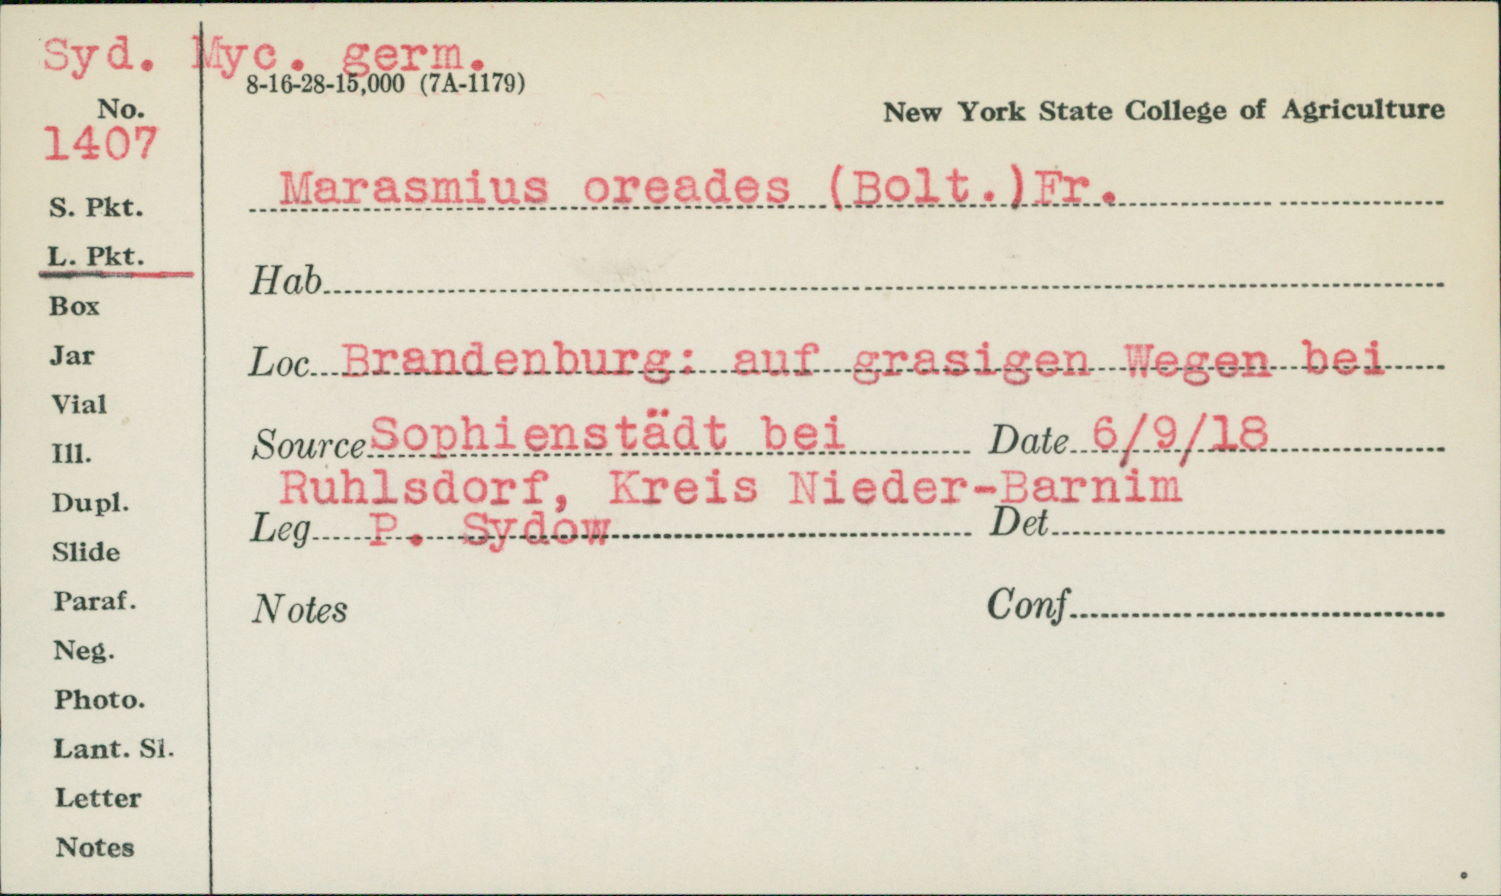 Syd. Myc. germ.
8-16-28-15,000 (7A-1179)
No.
1407
New York State College of Agriculture
Marasmius oreades (Bolt.)Fr.
S. Pkt.
L. Pkt.
Hab
Box
Jar
Loc Brandenburg: auf grasigen Wegen bei
Vial
Source Sophienstädt bei Date 6/9/18
Ill.
Ruhlsdorf, Kreis Nieder-Barnim
Dupl.
Leg P. Sydow Det
Slide
Paraf.
Notes Conf
Neg.
Photo.
Lant. Sl.
Letter
Notes